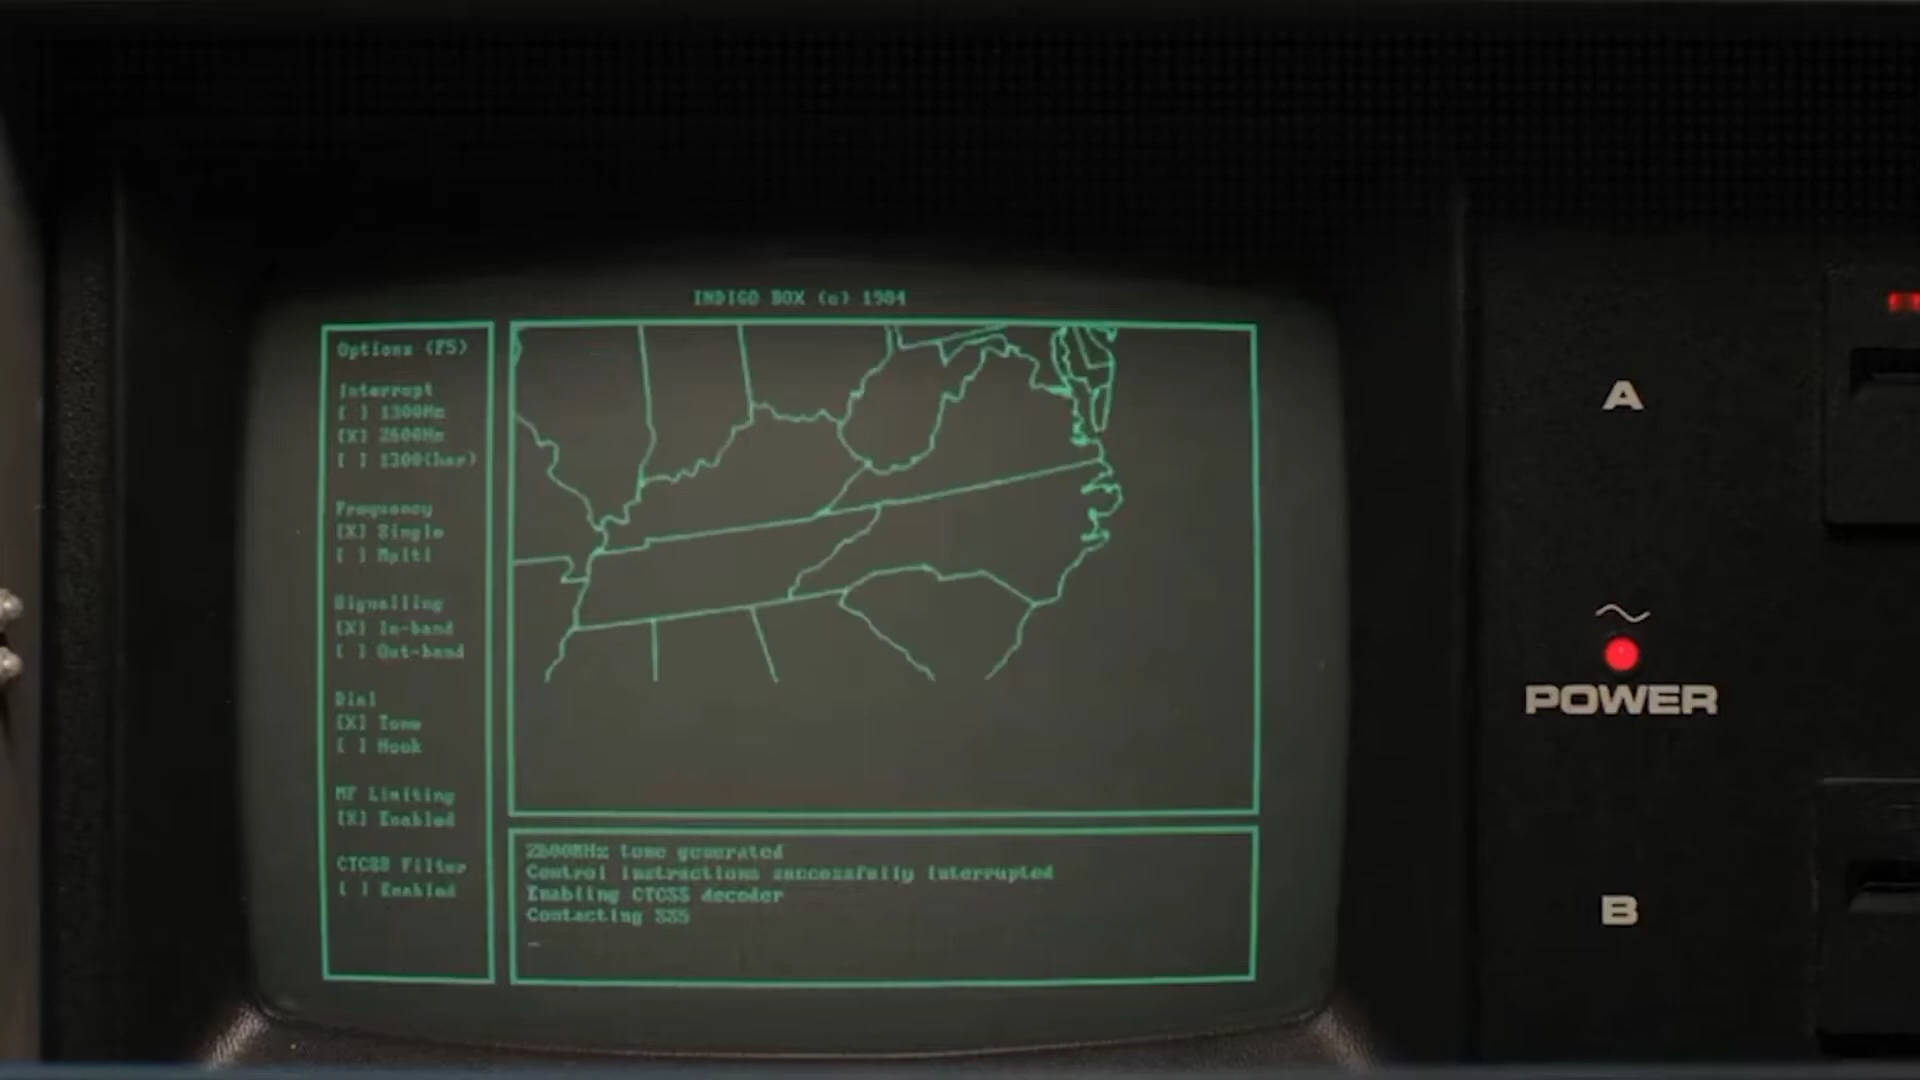 INDIGO BOX (c) 1984
Options (F5)
Interrupt
[ ] 1300Hz
[X] 2600Hz
[ ] 1300(har)
Frequency
[X] Single
[ ] Multi
Signalling
[X] In-band
[ ] Out-band
Dial
[X] Tone
[ ] Hook
MF Limiting
[X] Enabled
CTCSS Filter
[ ] Enabled
2600MHz tone generated
Control instructions successfully interrupted
Enabling CTCSS decoder
Contacting SS5
_
A
POWER
B